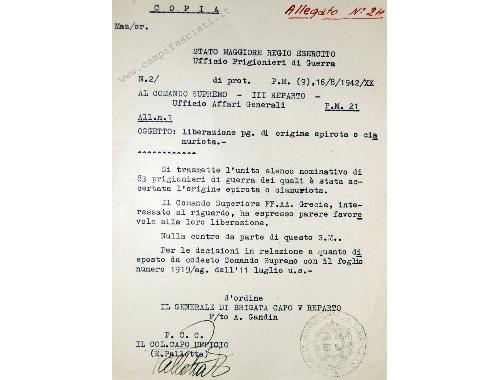 C O P I A
Allegato N° 24
Maz/or.
www.campifascisti.it
STATO MAGGIORE REGIO ESERCITO
Ufficio Prigionieri di Guerra
N.2/ di prot. P.M. (9), 16/8/1942/XX
AL COMANDO SUPREMO - III REPARTO -
Ufficio Affari Generali P.M. 21
All.n.1
OGGETTO: liberazione pg. di origine epirota o cia
muriota.-
Si trasmette l'unito elenco nominativo di
83 prigionieri di guerra dei quali è stata ac-
certata l'origine epirota o ciamuriota.
Il Comando Superiora FF.AA. Grecia, inte-
ressato al riguardo, ha espresso parere favore
vole alla loro liberazione.
Nulla contro da parte di questo S.M..
Per le decisioni in relazione a quanto di
sposto da codesto Comando Supremo con il foglio
numero 1919/ag. dell'11 luglio u.s.-
d'ordine
IL GENERALE DI BRIGATA CAPO V REPARTO
F/to A. Gandin
P. C. C.
IL COL.CAPO UFFICIO
(E.Pallotta)
Pallotta